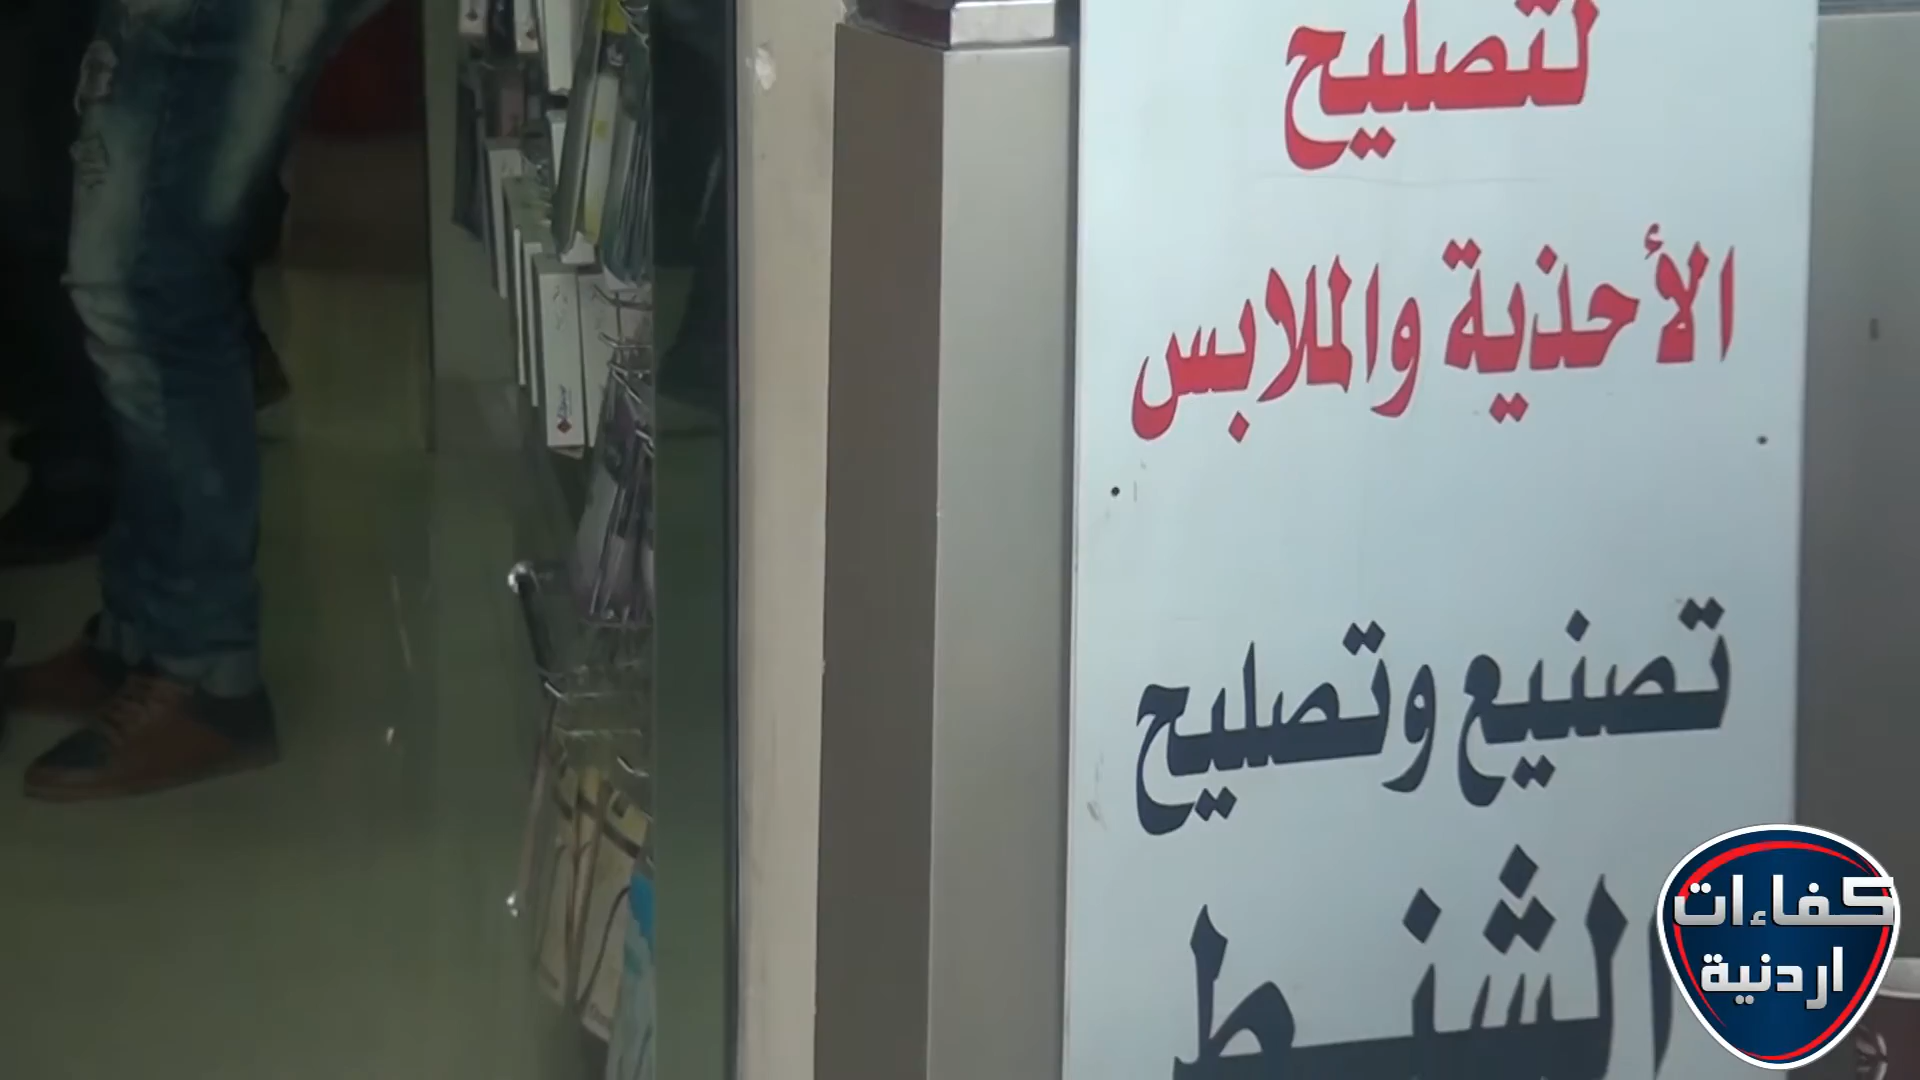 لتصليح
الأحذية والملابس
تصنيع وتصليح
الشنط
كفاءات
اردنية